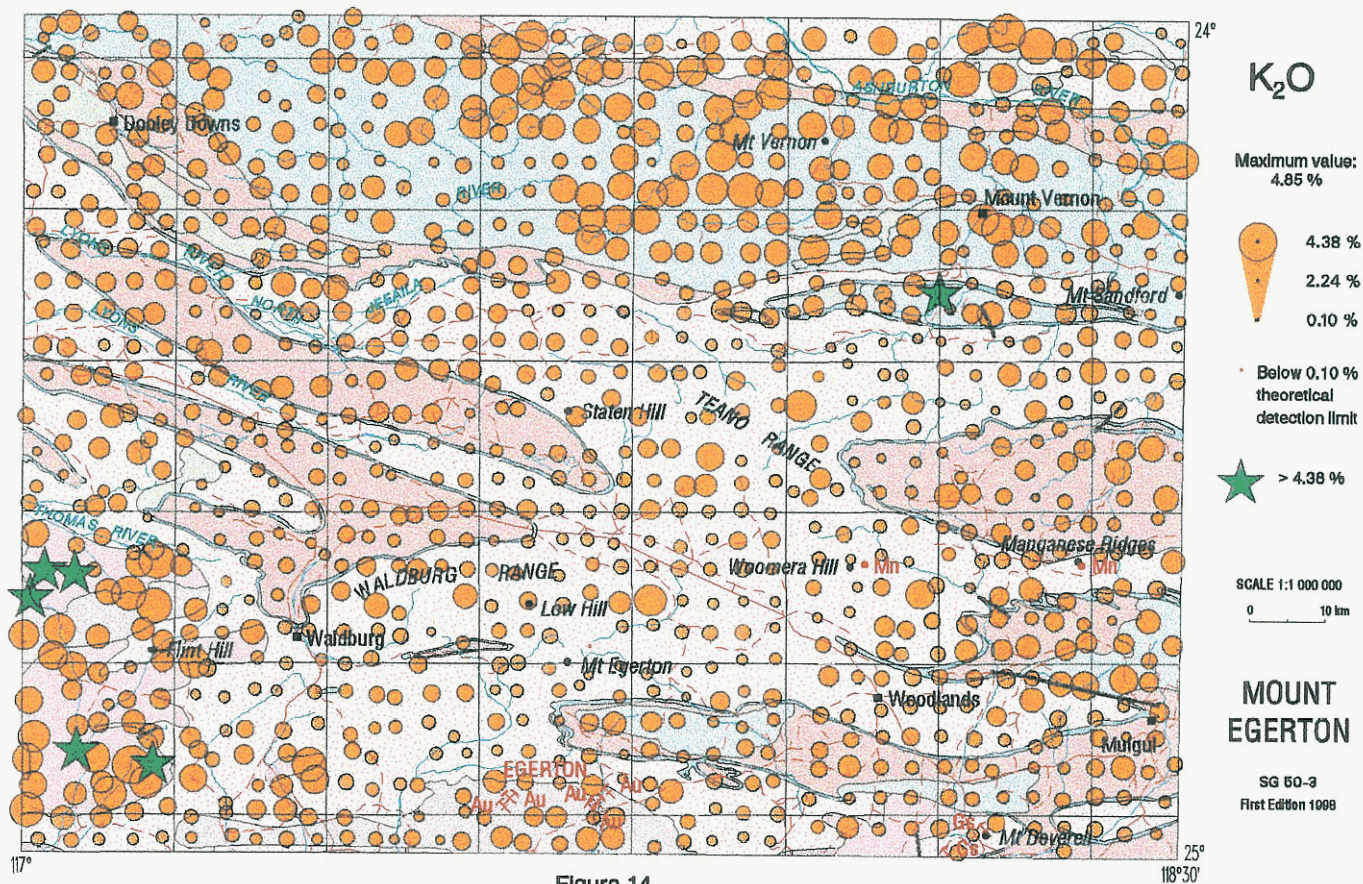 24°
K₂O
Maximum value:
4.85 %
4.38 %
2.24 %
0.10 %
Below 0.10 %
theoretical
detection limit
> 4.38 %
SCALE 1:1 000 000
0 10 km
MOUNT
EGERTON
SG 50-3
First Edition 1998
ASHBURTON
RIVER
Dooley Downs
Mt Vernon
RIVER
Mount Vernon
LYONS
RIVER
NORTH
Mt Sandford
LYONS
RIVER
Staten Hill
TEANO
RANGE
THOMAS RIVER
Manganese Ridges
Woomera Hill
Mn
Mn
WALDBURG RANGE
Low Hill
Waldburg
Flint Hill
Mt Egerton
Woodlands
Mulgul
EGERTON
Au
Au
Au
Au
Au
Gs
Mt Deverell
Gs
117°
25°
118°30'
Figure 14